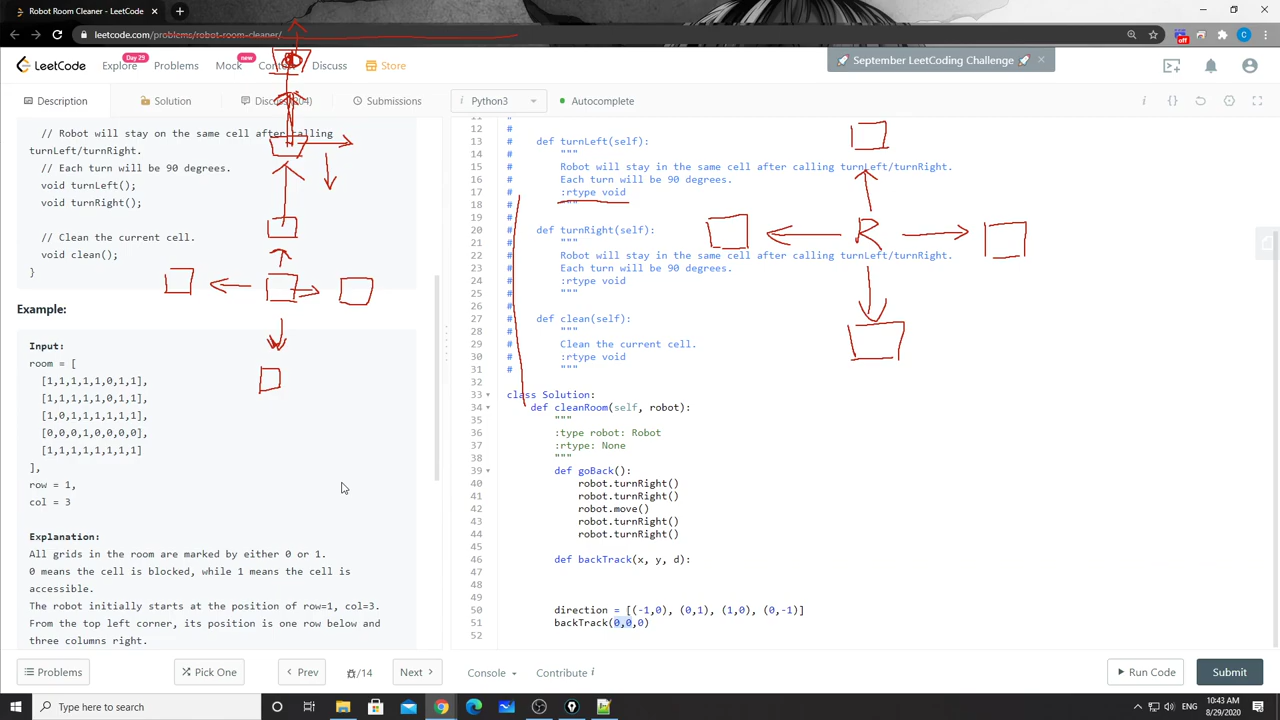 Robot Room Cleaner - LeetCode
leetcode.com/problems/robot-room-cleaner/
off
C
LeetCode
Explore
Day 29
Problems
Mock
new
Discuss
Store
September LeetCoding Challenge
Description
Solution
Submissions
i Python3
Autocomplete
// Robot will stay on the same cell after calling
turnLeft/turnRight.
// Each turn will be 90 degrees.
void turnLeft();
void turnRight();
// Clean the current cell.
void clean();
}
Example:
Input:
room = [
[1,1,1,1,1,0,1,1],
[1,1,1,1,1,0,1,1],
[1,0,1,1,1,1,1,1],
[0,0,0,1,0,0,0,0],
[1,1,1,1,1,1,1,1]
],
row = 1,
col = 3
Explanation:
All grids in the room are marked by either 0 or 1.
0 means the cell is blocked, while 1 means the cell is
accessible.
The robot initially starts at the position of row=1, col=3.
From the top left corner, its position is one row below and
three columns right.
12 #
13 # def turnLeft(self):
14 # """
15 # Robot will stay in the same cell after calling turnLeft/turnRight.
16 # Each turn will be 90 degrees.
17 # :rtype void
18 # """
19 #
20 # def turnRight(self):
21 # """
22 # Robot will stay in the same cell after calling turnLeft/turnRight.
23 # Each turn will be 90 degrees.
24 # :rtype void
25 # """
26 #
27 # def clean(self):
28 # """
29 # Clean the current cell.
30 # :rtype void
31 # """
32
33 class Solution:
34 def cleanRoom(self, robot):
35 """
36 :type robot: Robot
37 :rtype: None
38 """
39 def goBack():
40 robot.turnRight()
41 robot.turnRight()
42 robot.move()
43 robot.turnRight()
44 robot.turnRight()
45
46 def backTrack(x, y, d):
47
48
49
50 direction = [(-1,0), (0,1), (1,0), (0,-1)]
51 backTrack(0,0,0)
52
R
Problems
Pick One
Prev
/14
Next
Console
Contribute i
Run Code
Submit
Type here to search
ENG
10:43 AM
8/29/2020